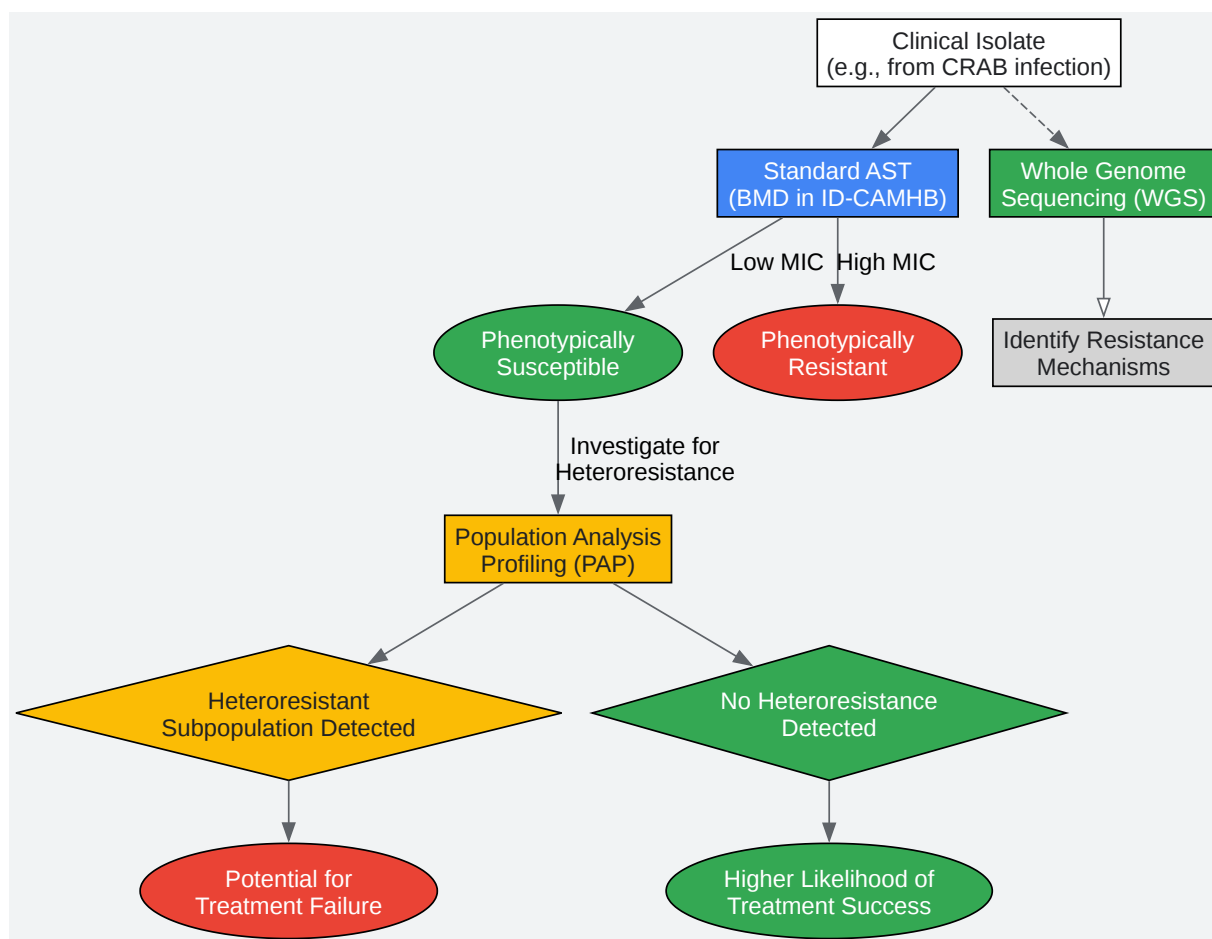 Clinical Isolate
(e.g., from CRAB infection)
Standard AST
(BMD in ID-CAMHB)
Whole Genome
Sequencing (WGS)
Low MIC
High MIC
Phenotypically
Susceptible
Phenotypically
Resistant
Identify Resistance
Mechanisms
Investigate for
Heteroresistance
Population Analysis
Profiling (PAP)
Heteroresistant
Subpopulation Detected
No Heteroresistance
Detected
Potential for
Treatment Failure
Higher Likelihood of
Treatment Success